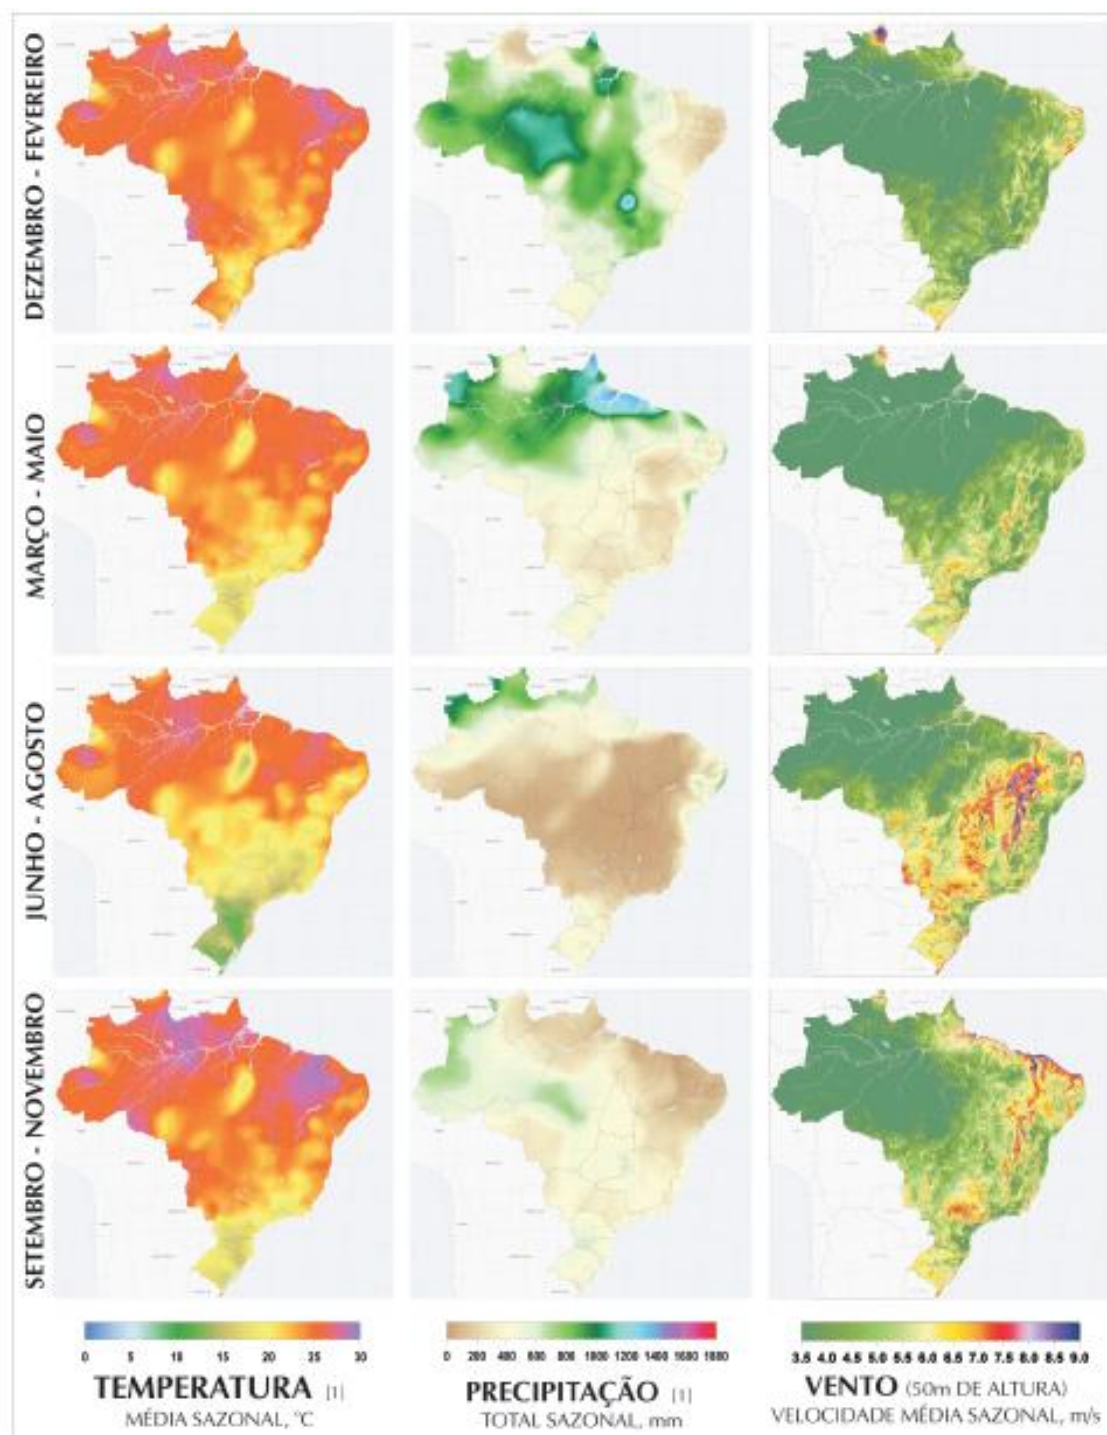 DEZEMBRO - FEVEREIRO
MARÇO - MAIO
JUNHO - AGOSTO
SETEMBRO - NOVEMBRO
0 5 10 15 20 25 30
TEMPERATURA [1]
MÉDIA SAZONAL, °C
0 200 400 600 800 1000 1200 1400 1600 1800
PRECIPITAÇÃO [1]
TOTAL SAZONAL, mm
3.5 4.0 4.5 5.0 5.5 6.0 6.5 7.0 7.5 8.0 8.5 9.0
VENTO (50m DE ALTURA)
VELOCIDADE MÉDIA SAZONAL, m/s